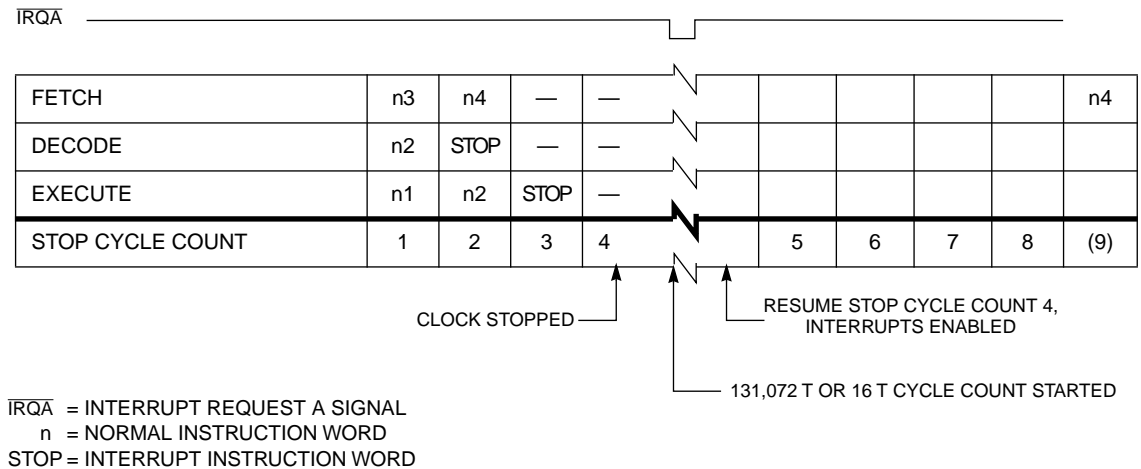 IRQA
FETCH n3 n4 — — n4
DECODE n2 STOP — —
EXECUTE n1 n2 STOP —
STOP CYCLE COUNT 1 2 3 4 5 6 7 8 (9)
CLOCK STOPPED
RESUME STOP CYCLE COUNT 4,
INTERRUPTS ENABLED
131,072 T OR 16 T CYCLE COUNT STARTED
IRQA = INTERRUPT REQUEST A SIGNAL
n = NORMAL INSTRUCTION WORD
STOP = INTERRUPT INSTRUCTION WORD